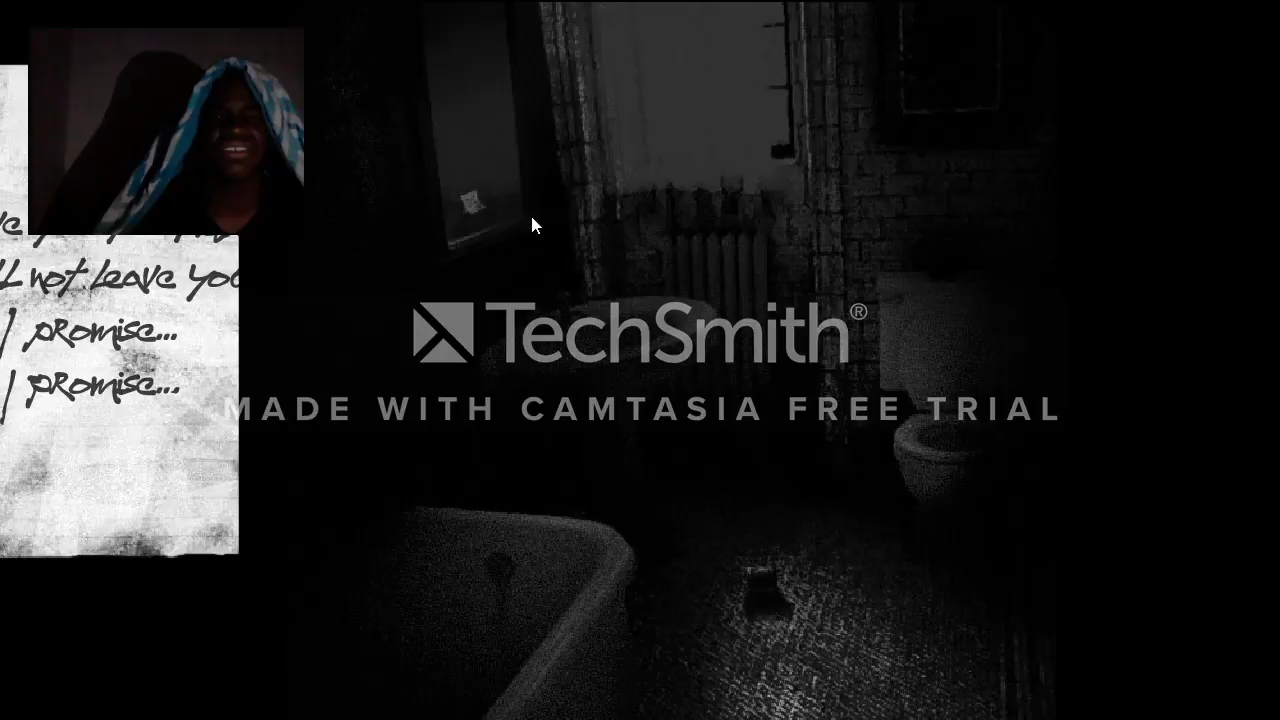 ll not leave you
I promise...
I promise...
TechSmith®
MADE WITH CAMTASIA FREE TRIAL